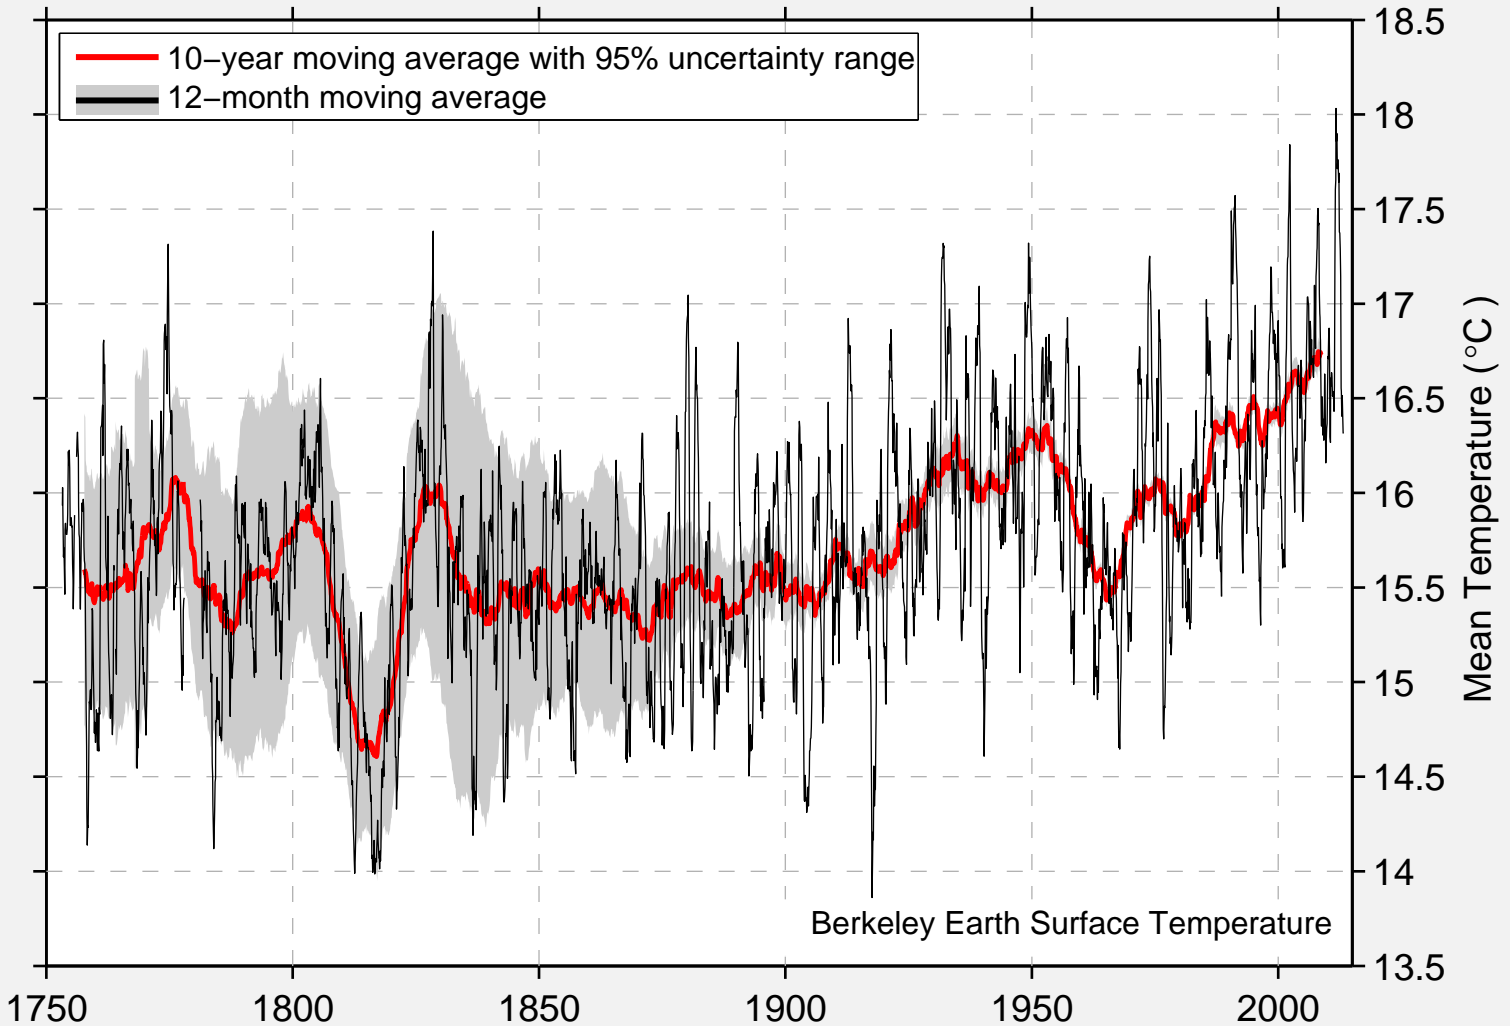 10−year moving average with 95% uncertainty range
12−month moving average
18.5
18
17.5
17
16.5
16
15.5
15
14.5
14
13.5
Mean Temperature (°C )
Berkeley Earth Surface Temperature
1750 1800 1850 1900 1950 2000